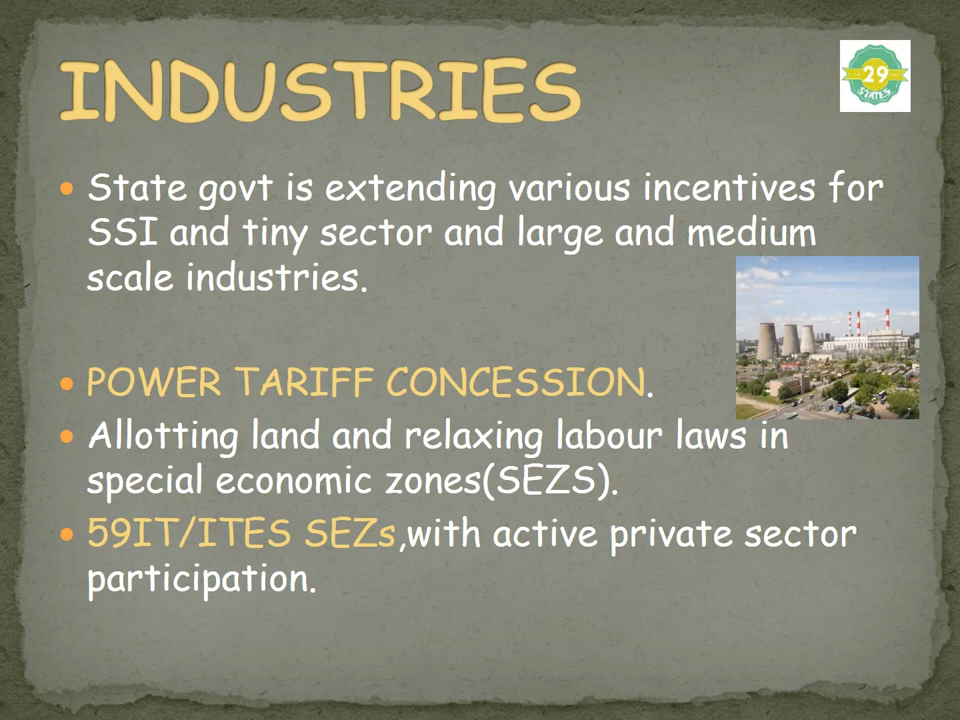 INDUSTRIES
29
STATES
• State govt is extending various incentives for
SSI and tiny sector and large and medium
scale industries.
• POWER TARIFF CONCESSION.
• Allotting land and relaxing labour laws in
special economic zones(SEZS).
• 59IT/ITES SEZs,with active private sector
participation.